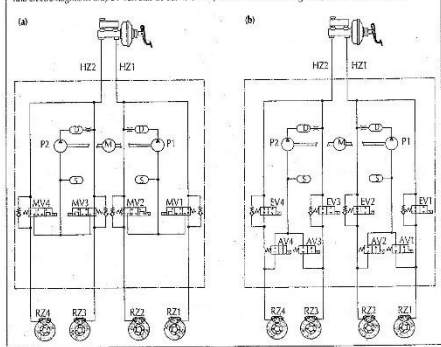 (a)
(b)
HZ2 HZ1
HZ2 HZ1
D D
D D
P2 M P1
P2 M P1
S S
S S
MV4 MV3 MV2 MV1
EV4 EV3 EV2 EV1
AV4 AV3 AV2 AV1
RZ4 RZ3 RZ2 RZ1
RZ4 RZ3 RZ2 RZ1